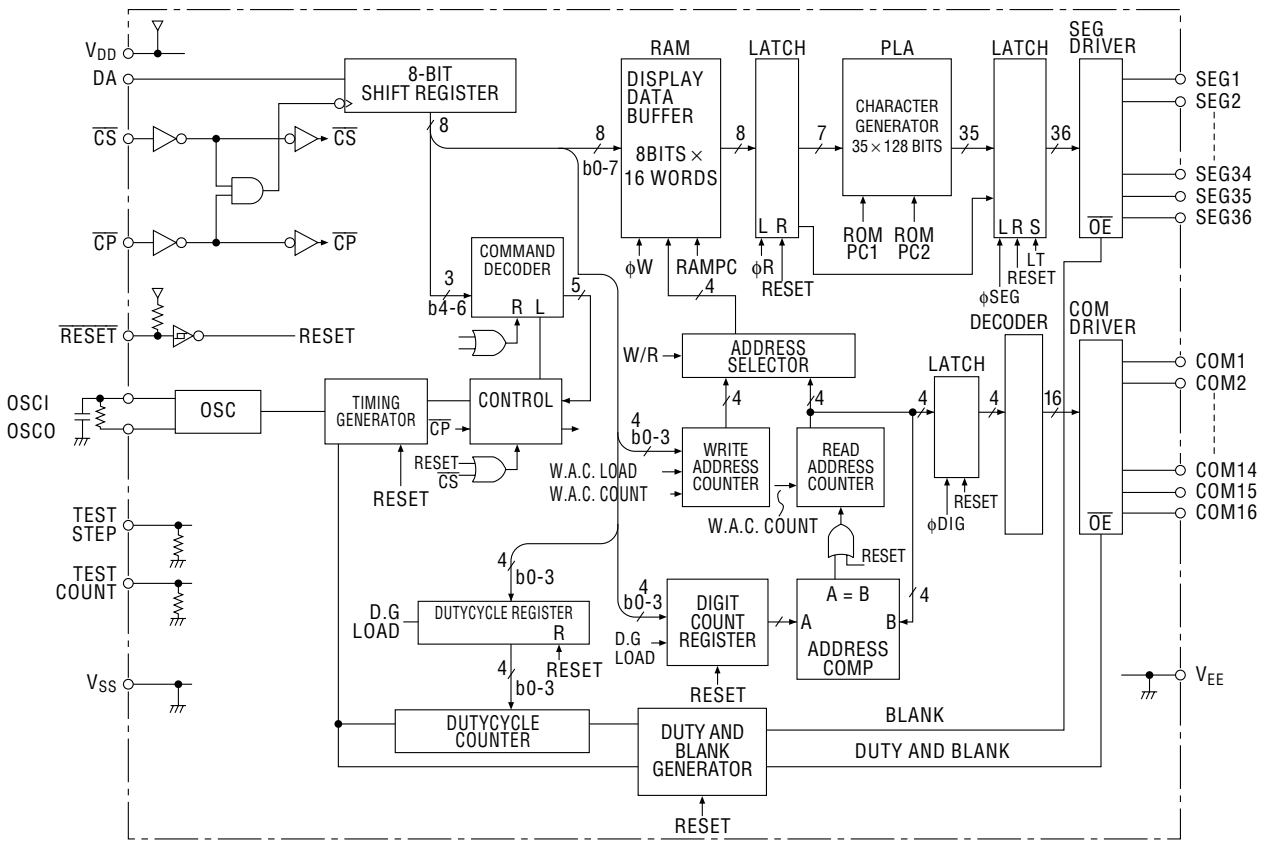 VDD
DA
CS
CS
CP
CP
RESET
RESET
OSCI
OSCO
OSC
TEST
STEP
TEST
COUNT
VSS
8-BIT
SHIFT REGISTER
8
8
b0-7
RAM
DISPLAY
DATA
BUFFER
8BITS ×
16 WORDS
φW
RAMPC
4
8
LATCH
L R
φR
RESET
7
PLA
CHARACTER
GENERATOR
35 × 128 BITS
ROM
PC1
ROM
PC2
35
LATCH
L R S
LT
RESET
φSEG
36
SEG
DRIVER
OE
SEG1
SEG2
SEG34
SEG35
SEG36
3
b4-6
COMMAND
DECODER
R L
5
TIMING
GENERATOR
RESET
CONTROL
CP
RESET
CS
W/R
ADDRESS
SELECTOR
4
4
4
b0-3
W.A.C. LOAD
W.A.C. COUNT
WRITE
ADDRESS
COUNTER
READ
ADDRESS
COUNTER
W.A.C. COUNT
RESET
4
LATCH
φDIG
RESET
4
DECODER
16
COM
DRIVER
OE
COM1
COM2
COM14
COM15
COM16
4
b0-3
D.G
LOAD
DUTYCYCLE REGISTER
R
RESET
4
b0-3
DUTYCYCLE
COUNTER
4
b0-3
D.G
LOAD
DIGIT
COUNT
REGISTER
RESET
A = B
A
B
ADDRESS
COMP
4
VEE
DUTY AND
BLANK
GENERATOR
RESET
BLANK
DUTY AND BLANK